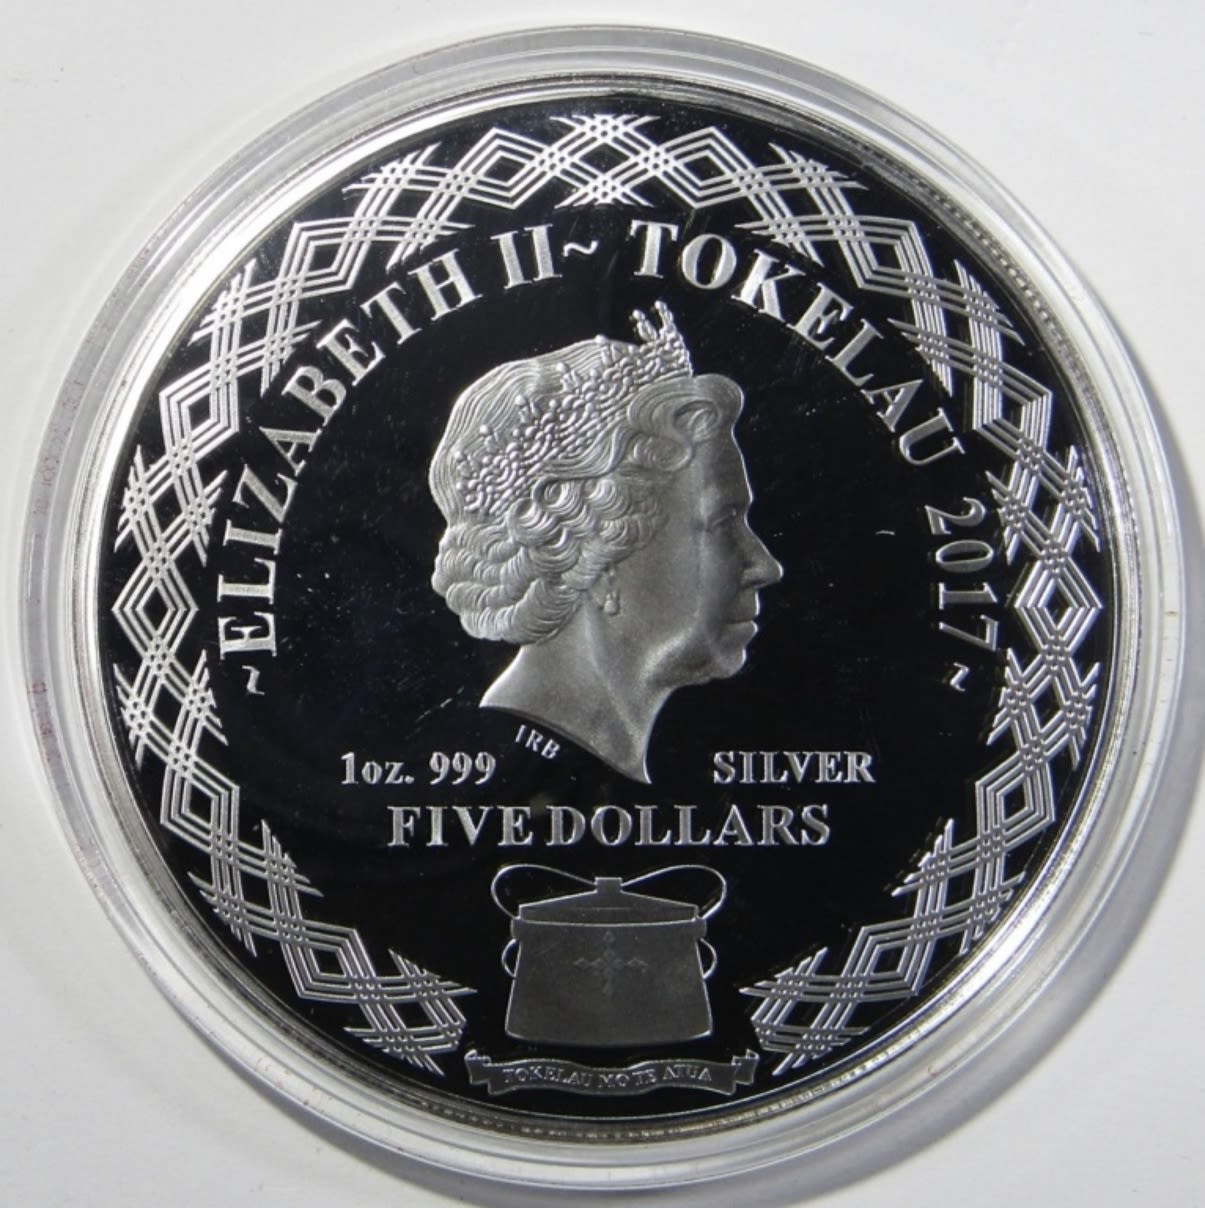 ~ ELIZABETH II ~ TOKELAU 2017 ~
IRB
1oz. 999 SILVER
FIVE DOLLARS
TOKELAU MO TE ATUA